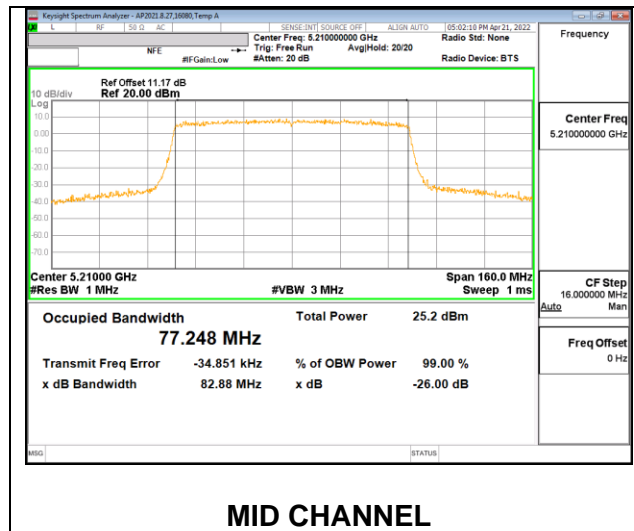 Keysight Spectrum Analyzer - AP2021.8.27,16080,Temp A
L RF 50 Ω AC SENSE:INT SOURCE OFF ALIGN AUTO 05:02:10 PM Apr 21, 2022
Center Freq: 5.210000000 GHz Radio Std: None
NFE Trig: Free Run Avg|Hold: 20/20
#IFGain:Low #Atten: 20 dB Radio Device: BTS
Ref Offset 11.17 dB
10 dB/div Ref 20.00 dBm
Log
10.0
0.00
-10.0
-20.0
-30.0
-40.0
-50.0
-60.0
-70.0
Center 5.21000 GHz Span 160.0 MHz
#Res BW 1 MHz #VBW 3 MHz Sweep 1 ms
Occupied Bandwidth Total Power 25.2 dBm
77.248 MHz
Transmit Freq Error -34.851 kHz % of OBW Power 99.00 %
x dB Bandwidth 82.88 MHz x dB -26.00 dB
MSG STATUS
Frequency
Center Freq
5.210000000 GHz
CF Step
16.000000 MHz
Auto Man
Freq Offset
0 Hz
MID CHANNEL